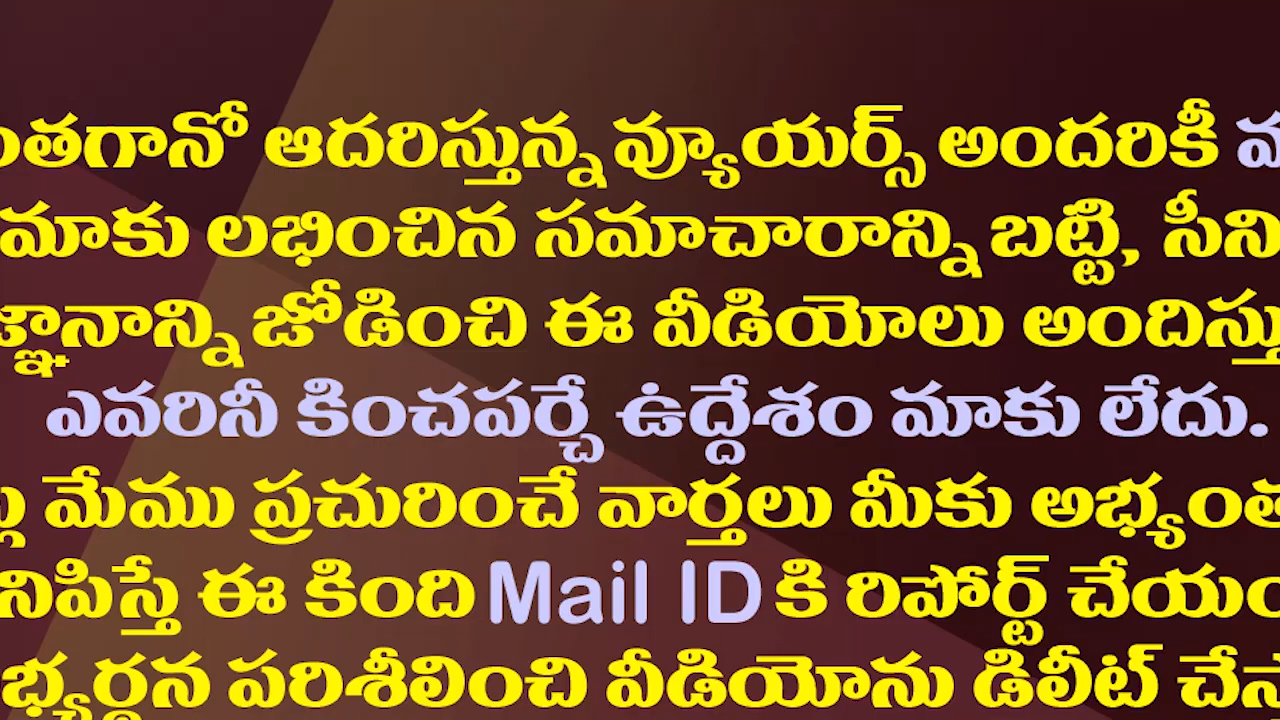 ంతగానో ఆదరిస్తున్న వ్యూయర్స్ అందరికీ
మాకు లభించిన సమాచారాన్ని బట్టి, సీని
జ్ఞానాన్ని జోడించి ఈ వీడియోలు అందిస్తు
ఎవరినీ కించపర్చే ఉద్దేశం మాకు లేదు.
మేము ప్రచురించే వార్తలు మీకు అభ్యంత
నిపిస్తే ఈ కింది Mail ID కి రిపోర్ట్ చేయం
భ్యర్థన పరిశీలించి వీడియోను డిలీట్ చేస